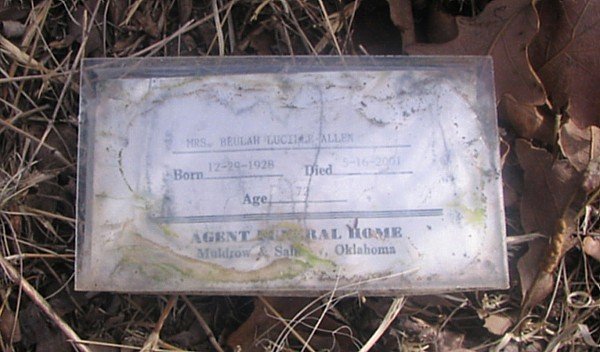 MRS. BEULAH LUCILLE ALLEN
Born 12-29-1928 Died 5-16-2001
Age 72
AGENT FUNERAL HOME
Muldrow & Oklahoma